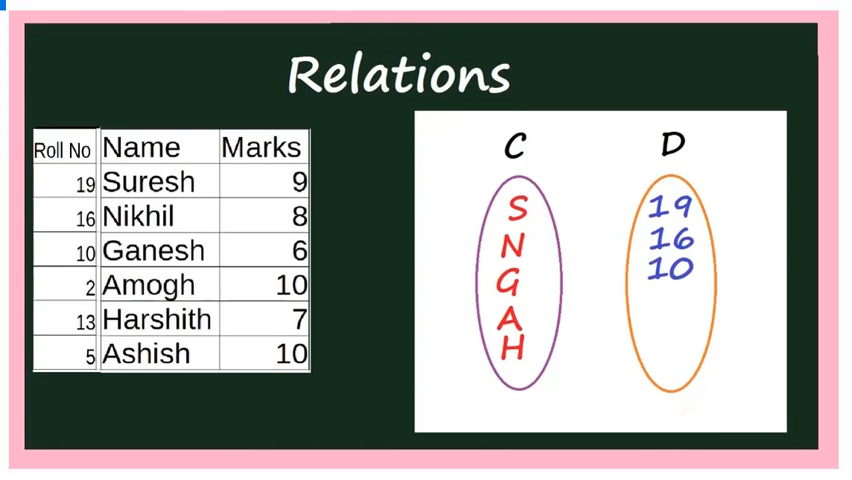 Relations
Roll No Name Marks
19 Suresh 9
16 Nikhil 8
10 Ganesh 6
2 Amogh 10
13 Harshith 7
5 Ashish 10
C D
S 19
N 16
G 10
A
H